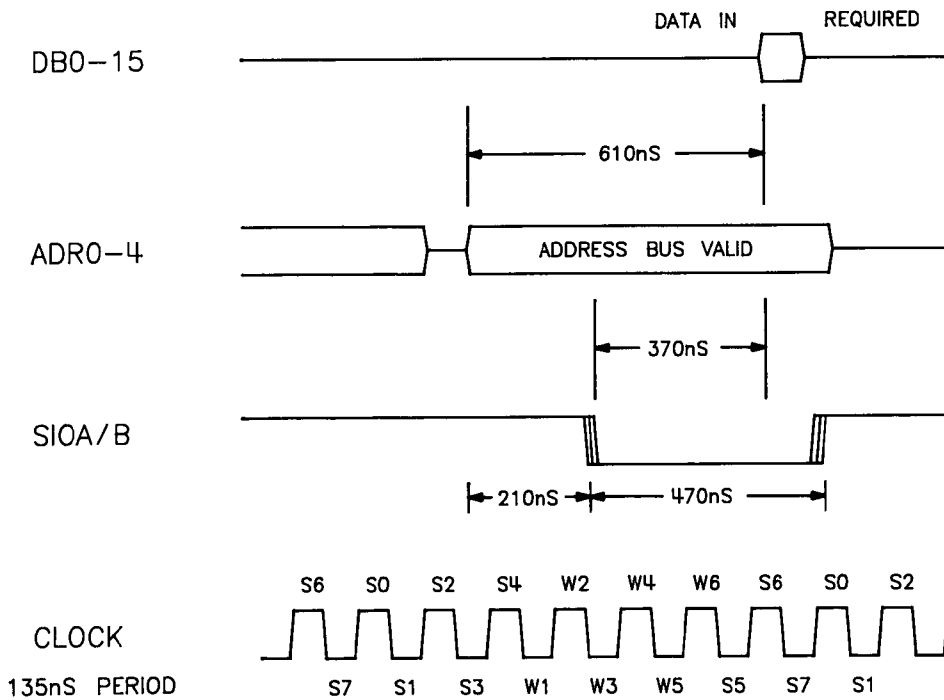 DATA IN REQUIRED
DB0-15
610nS
ADR0-4 ADDRESS BUS VALID
370nS
SIOA/B
210nS 470nS
S6 S0 S2 S4 W2 W4 W6 S6 S0 S2
CLOCK
135nS PERIOD S7 S1 S3 W1 W3 W5 S5 S7 S1